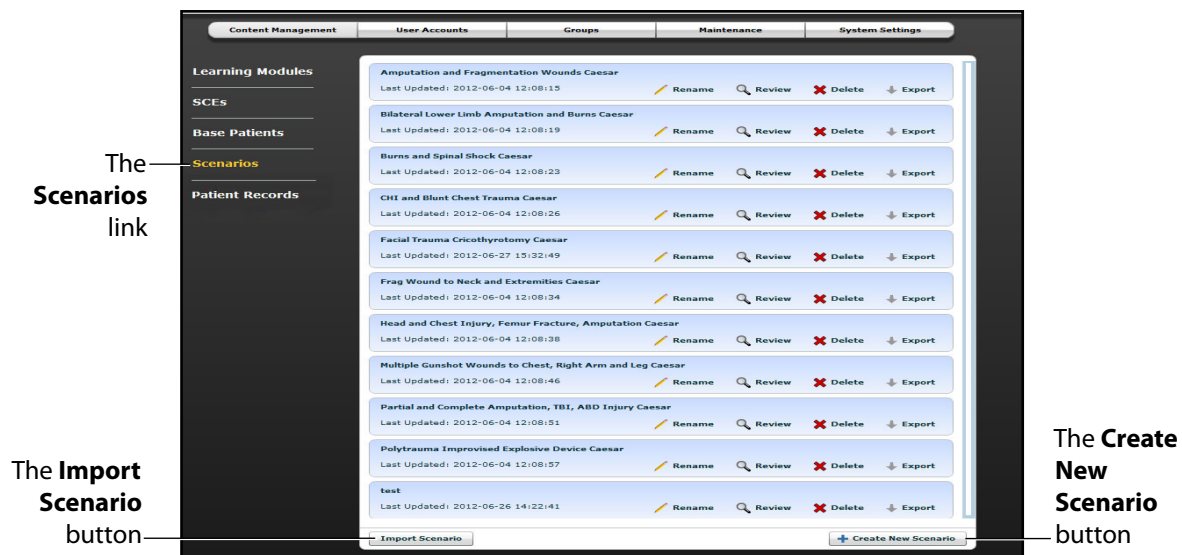 Content Management User Accounts Groups Maintenance System Settings
Learning Modules
SCEs
Base Patients
Scenarios
Patient Records
Amputation and Fragmentation Wounds Caesar
Last Updated: 2012-06-04 12:08:15 Rename Review Delete Export
Bilateral Lower Limb Amputation and Burns Caesar
Last Updated: 2012-06-04 12:08:19 Rename Review Delete Export
Burns and Spinal Shock Caesar
Last Updated: 2012-06-04 12:08:23 Rename Review Delete Export
CHI and Blunt Chest Trauma Caesar
Last Updated: 2012-06-04 12:08:26 Rename Review Delete Export
Facial Trauma Cricothyrotomy Caesar
Last Updated: 2012-06-27 15:32:49 Rename Review Delete Export
Frag Wound to Neck and Extremities Caesar
Last Updated: 2012-06-04 12:08:34 Rename Review Delete Export
Head and Chest Injury, Femur Fracture, Amputation Caesar
Last Updated: 2012-06-04 12:08:38 Rename Review Delete Export
Multiple Gunshot Wounds to Chest, Right Arm and Leg Caesar
Last Updated: 2012-06-04 12:08:46 Rename Review Delete Export
Partial and Complete Amputation, TBI, ABD Injury Caesar
Last Updated: 2012-06-04 12:08:51 Rename Review Delete Export
Polytrauma Improvised Explosive Device Caesar
Last Updated: 2012-06-04 12:08:57 Rename Review Delete Export
test
Last Updated: 2012-06-26 14:22:41 Rename Review Delete Export
Import Scenario Create New Scenario
The
Scenarios
link
The Import
Scenario
button
The Create
New
Scenario
button